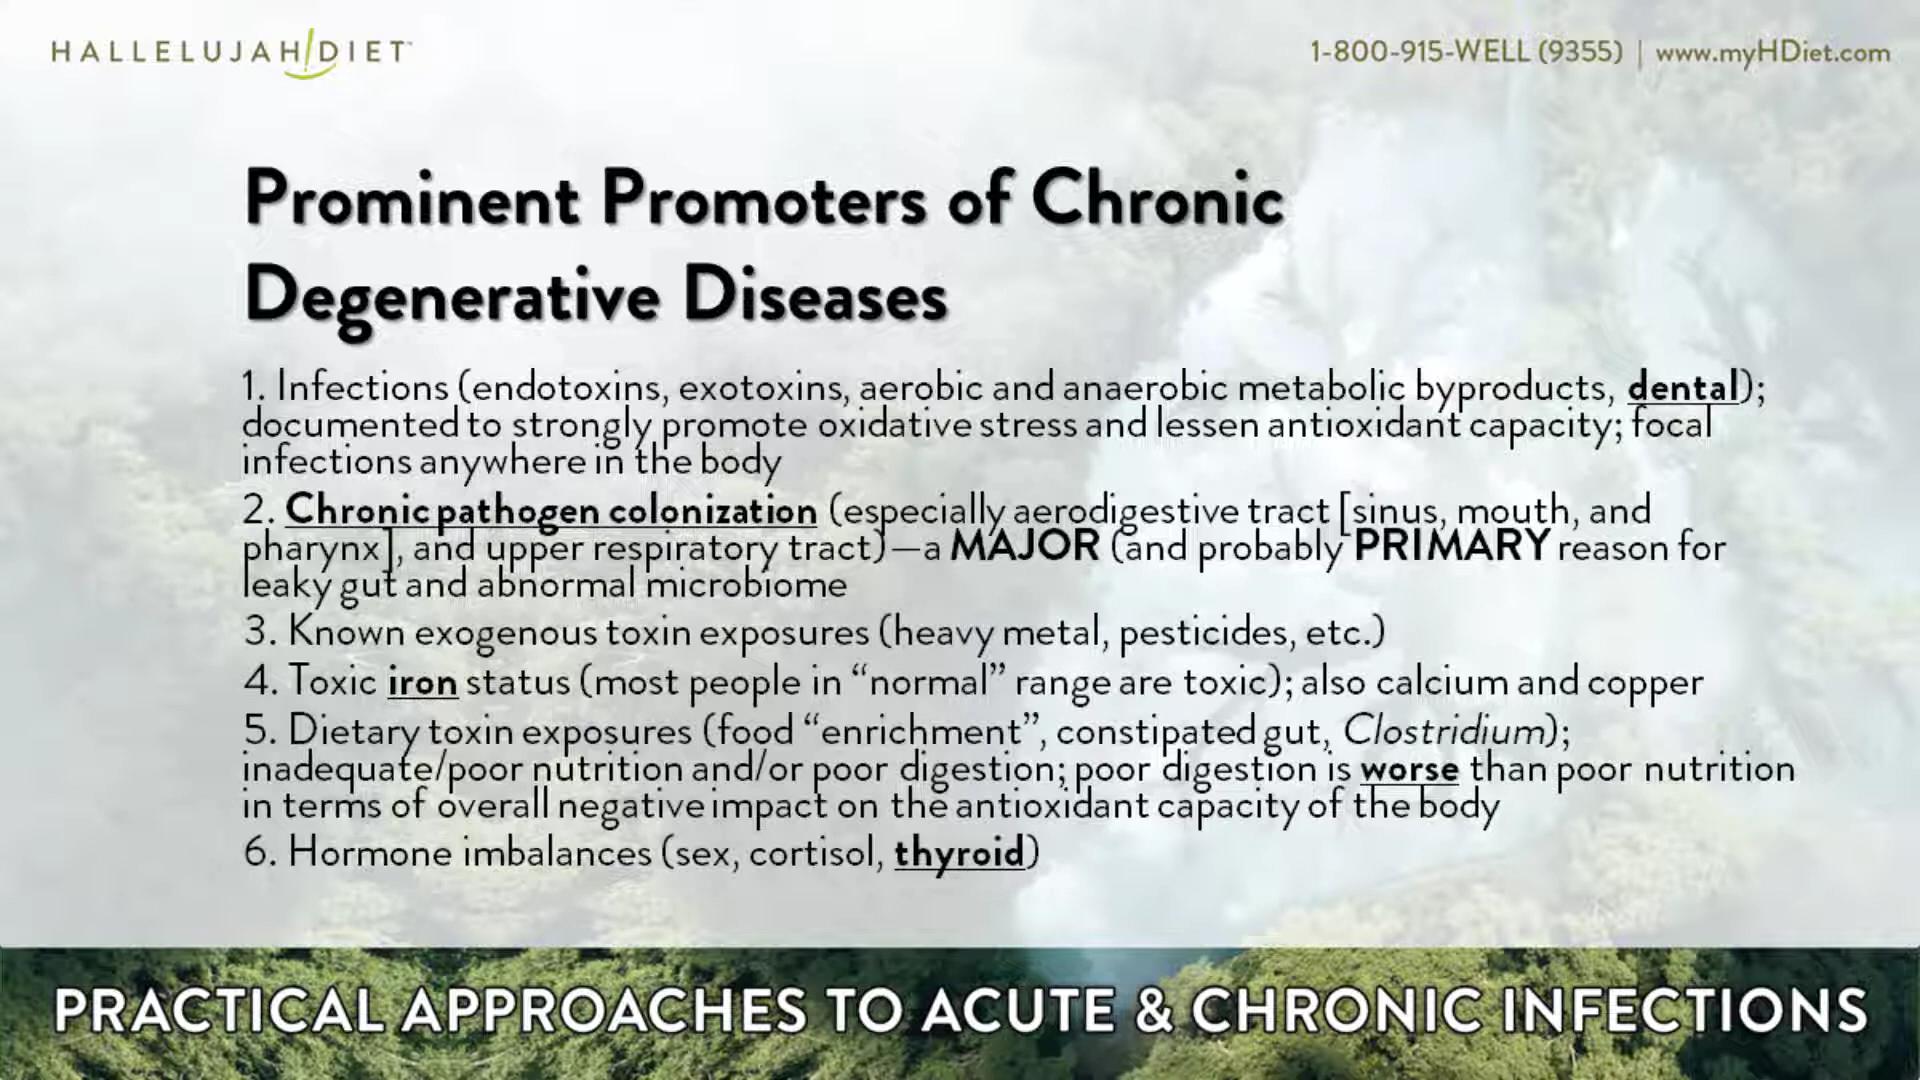 HALLELUJAH DIET™
1-800-915-WELL (9355) | www.myHDiet.com
Prominent Promoters of Chronic
Degenerative Diseases
1. Infections (endotoxins, exotoxins, aerobic and anaerobic metabolic byproducts, dental);
documented to strongly promote oxidative stress and lessen antioxidant capacity; focal
infections anywhere in the body
2. Chronic pathogen colonization (especially aerodigestive tract [sinus, mouth, and
pharynx], and upper respiratory tract)—a MAJOR (and probably PRIMARY reason for
leaky gut and abnormal microbiome
3. Known exogenous toxin exposures (heavy metal, pesticides, etc.)
4. Toxic iron status (most people in “normal” range are toxic); also calcium and copper
5. Dietary toxin exposures (food “enrichment”, constipated gut, Clostridium);
inadequate/poor nutrition and/or poor digestion; poor digestion is worse than poor nutrition
in terms of overall negative impact on the antioxidant capacity of the body
6. Hormone imbalances (sex, cortisol, thyroid)
PRACTICAL APPROACHES TO ACUTE & CHRONIC INFECTIONS